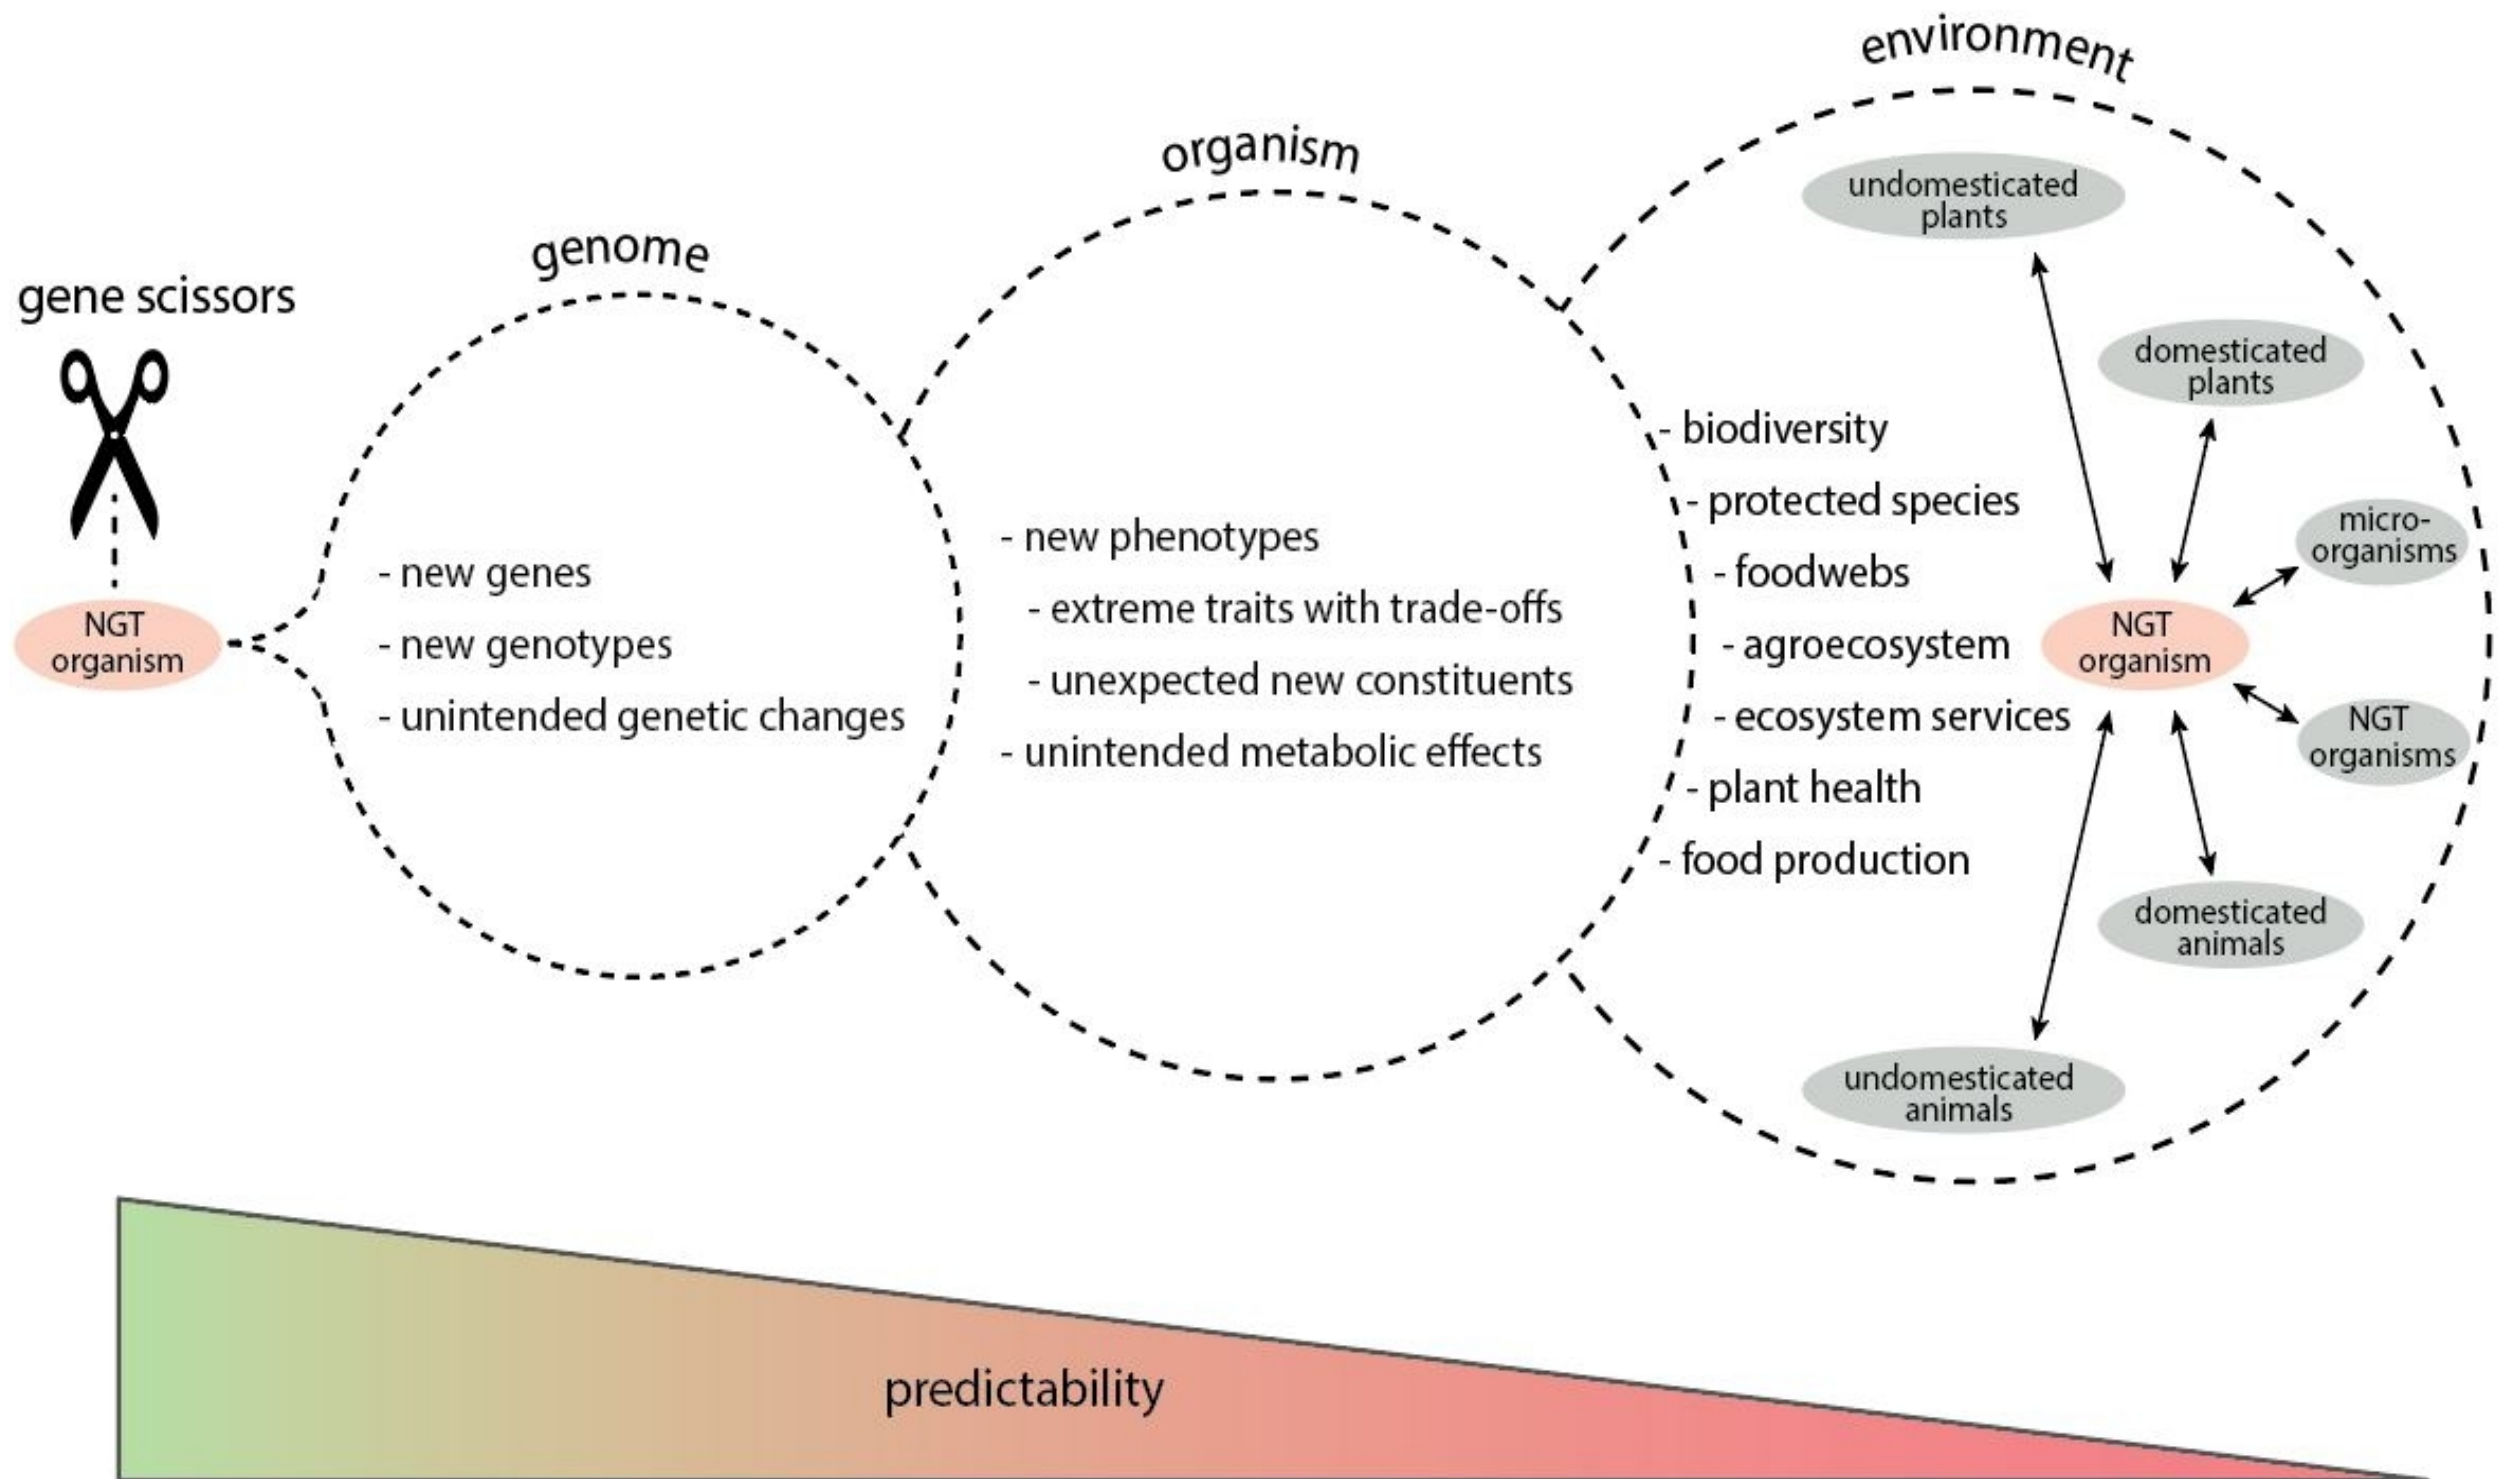 gene scissors
NGT
organism
genome
- new genes
- new genotypes
- unintended genetic changes
organism
- new phenotypes
- extreme traits with trade-offs
- unexpected new constituents
- unintended metabolic effects
environment
- biodiversity
- protected species
- foodwebs
- agroecosystem
- ecosystem services
- plant health
- food production
undomesticated
plants
domesticated
plants
micro-
organisms
NGT
organism
NGT
organisms
domesticated
animals
undomesticated
animals
predictability